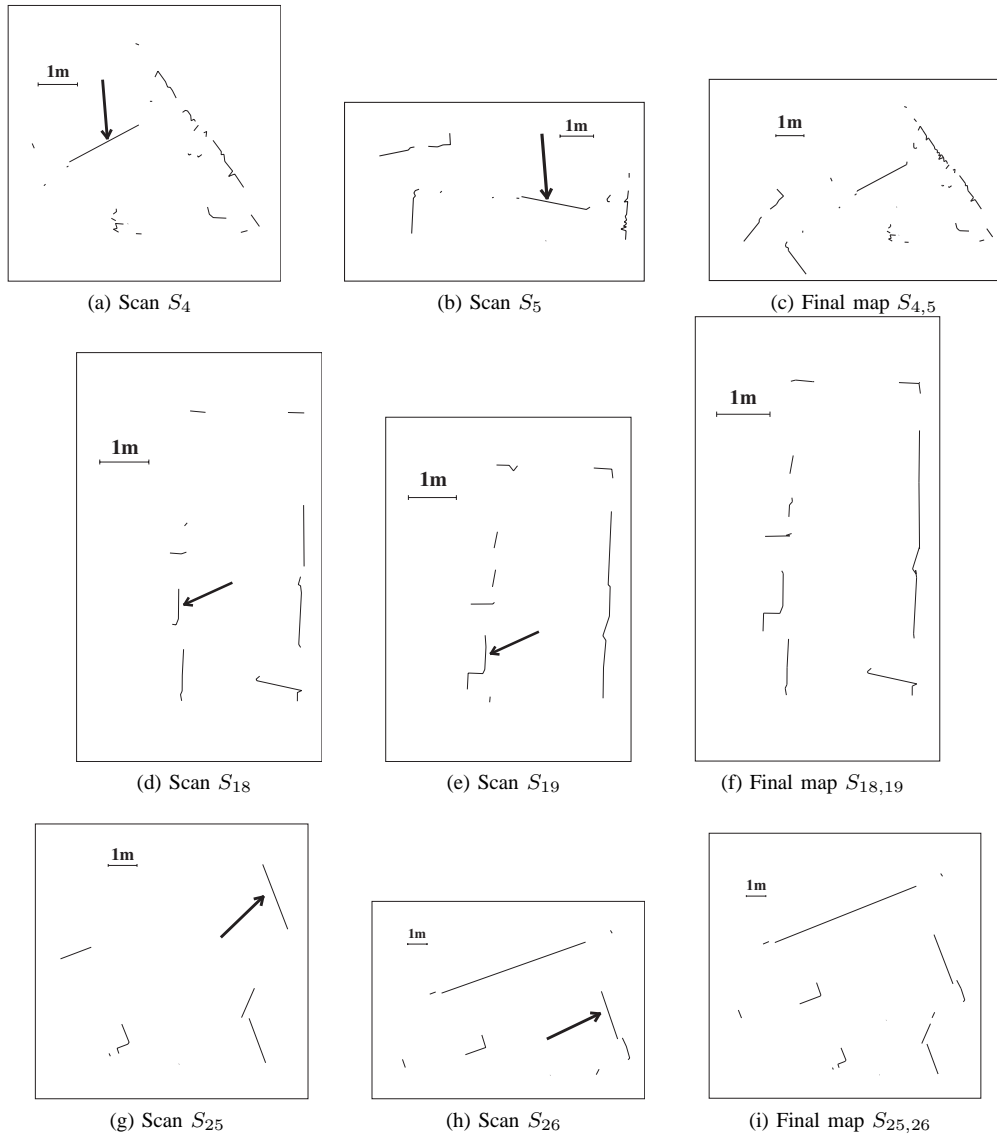 1m
1m
1m
(a) Scan S4
(b) Scan S5
(c) Final map S4,5
1m
1m
1m
(d) Scan S18
(e) Scan S19
(f) Final map S18,19
1m
1m
1m
(g) Scan S25
(h) Scan S26
(i) Final map S25,26